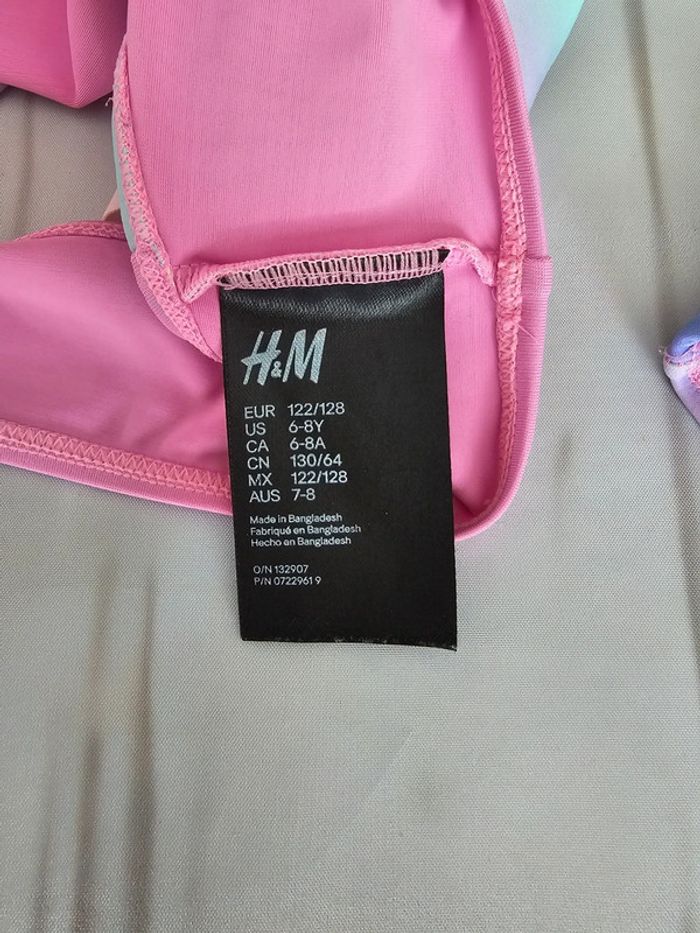 H&M
EUR 122/128
US 6-8Y
CA 6-8A
CN 130/64
MX 122/128
AUS 7-8
Made in Bangladesh
Fabriqué en Bangladesh
Hecho en Bangladesh
O/N 132907
P/N 0722961 9